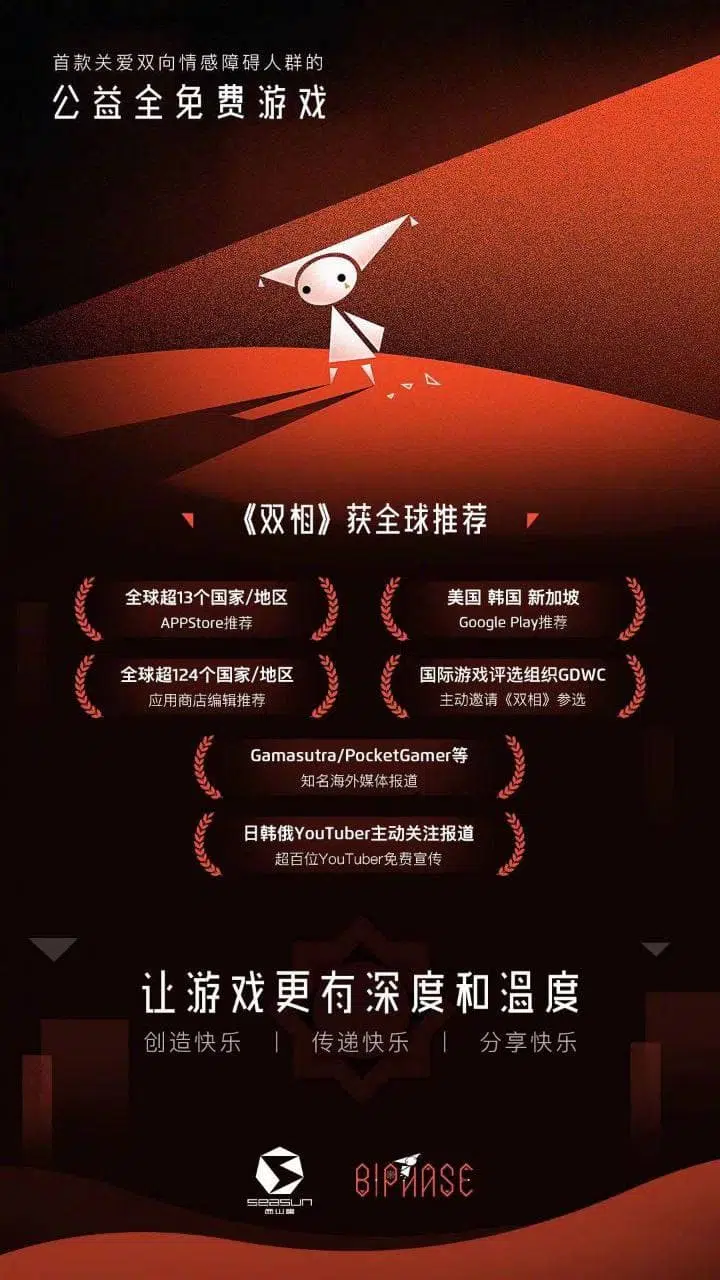 首款关爱双向情感障碍人群的
公益全免费游戏
《双相》获全球推荐
全球超13个国家/地区
APPStore推荐
美国 韩国 新加坡
Google Play推荐
全球超124个国家/地区
应用商店编辑推荐
国际游戏评选组织GDWC
主动邀请《双相》参选
Gamasutra/PocketGamer等
知名海外媒体报道
日韩俄YouTuber主动关注报道
超百位YouTuber免费宣传
让游戏更有深度和温度
创造快乐 | 传递快乐 | 分享快乐
seasun
西山居
BIPHASE